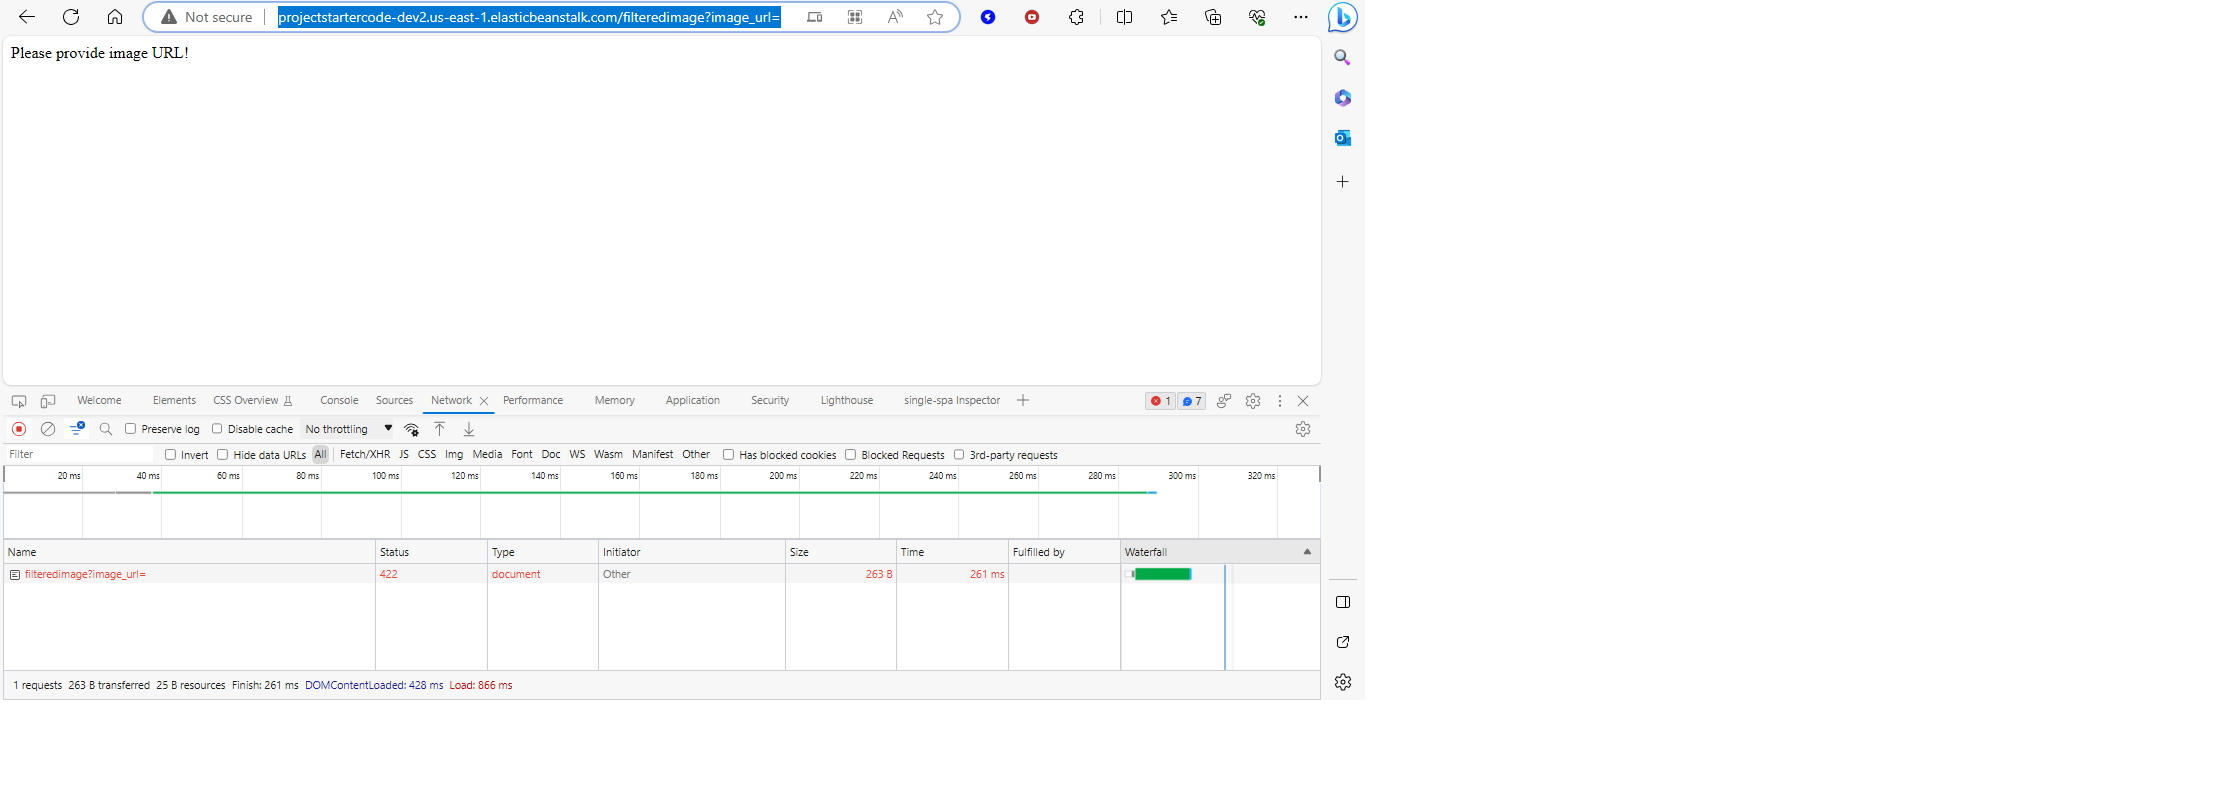 Not secure projectstartercode-dev2.us-east-1.elasticbeanstalk.com/filteredimage?image_url=
Please provide image URL!
Welcome Elements CSS Overview Console Sources Network Performance Memory Application Security Lighthouse single-spa Inspector 1 7
Preserve log Disable cache No throttling
Filter Invert Hide data URLs All Fetch/XHR JS CSS Img Media Font Doc WS Wasm Manifest Other Has blocked cookies Blocked Requests 3rd-party requests
20 ms 40 ms 60 ms 80 ms 100 ms 120 ms 140 ms 160 ms 180 ms 200 ms 220 ms 240 ms 260 ms 280 ms 300 ms 320 ms
Name Status Type Initiator Size Time Fulfilled by Waterfall
filteredimage?image_url= 422 document Other 263 B 261 ms
1 requests 263 B transferred 25 B resources Finish: 261 ms DOMContentLoaded: 428 ms Load: 866 ms